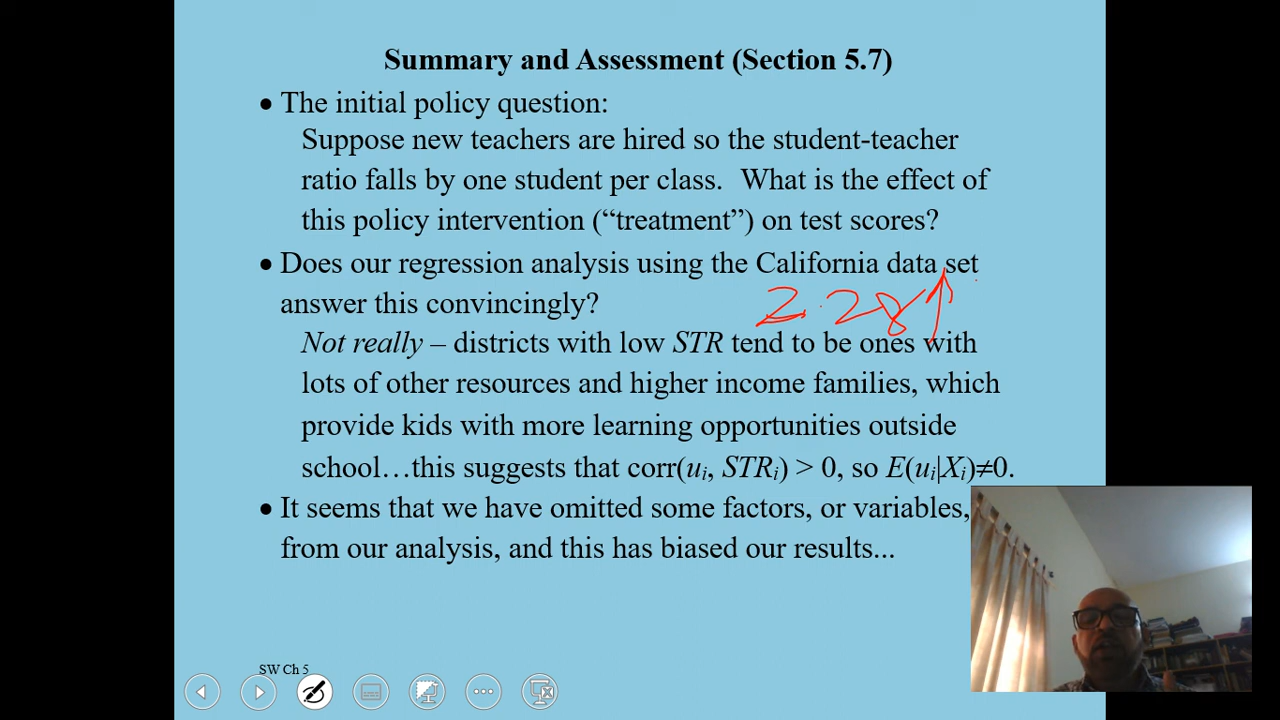 Summary and Assessment (Section 5.7)
• The initial policy question:
Suppose new teachers are hired so the student-teacher
ratio falls by one student per class. What is the effect of
this policy intervention (“treatment”) on test scores?
• Does our regression analysis using the California data set
answer this convincingly?
2.28↑
Not really – districts with low STR tend to be ones with
lots of other resources and higher income families, which
provide kids with more learning opportunities outside
school…this suggests that corr(uᵢ, STRᵢ) > 0, so E(uᵢ|Xᵢ)≠0.
• It seems that we have omitted some factors, or variables,
from our analysis, and this has biased our results...
SW Ch 5